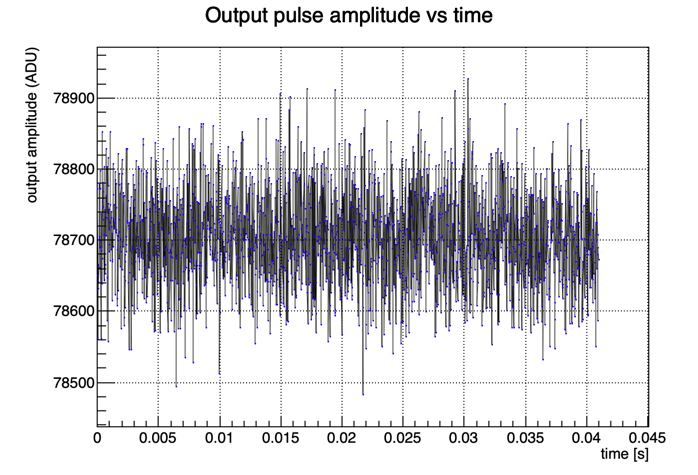 Output pulse amplitude vs time
output amplitude (ADU)
78900
78800
78700
78600
78500
0 0.005 0.01 0.015 0.02 0.025 0.03 0.035 0.04 0.045
time [s]